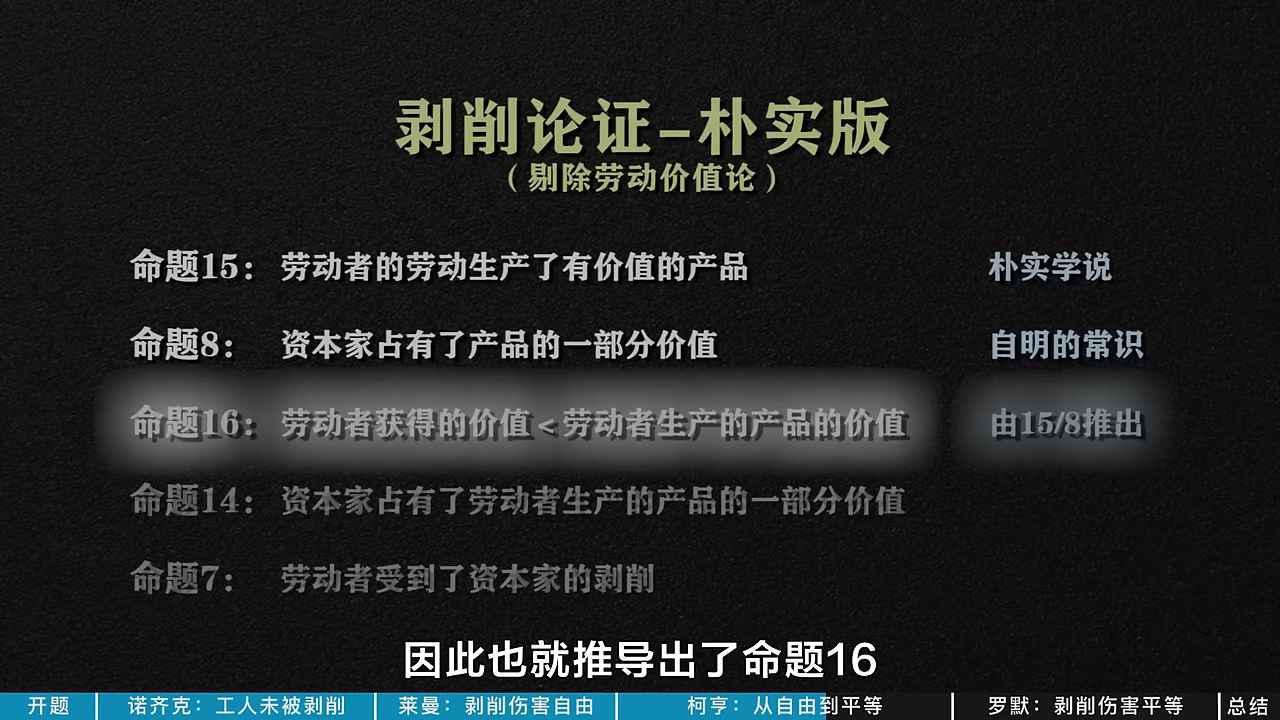 剥削论证-朴实版
（剔除劳动价值论）
命题15： 劳动者的劳动生产了有价值的产品 朴实学说
命题8： 资本家占有了产品的一部分价值 自明的常识
命题16： 劳动者获得的价值＜劳动者生产的产品的价值 由15/8推出
命题14： 资本家占有了劳动者生产的产品的一部分价值
命题7： 劳动者受到了资本家的剥削
因此也就推导出了命题16
开题 诺齐克：工人未被剥削 莱曼：剥削伤害自由 柯亨：从自由到平等 罗默：剥削伤害平等 总结